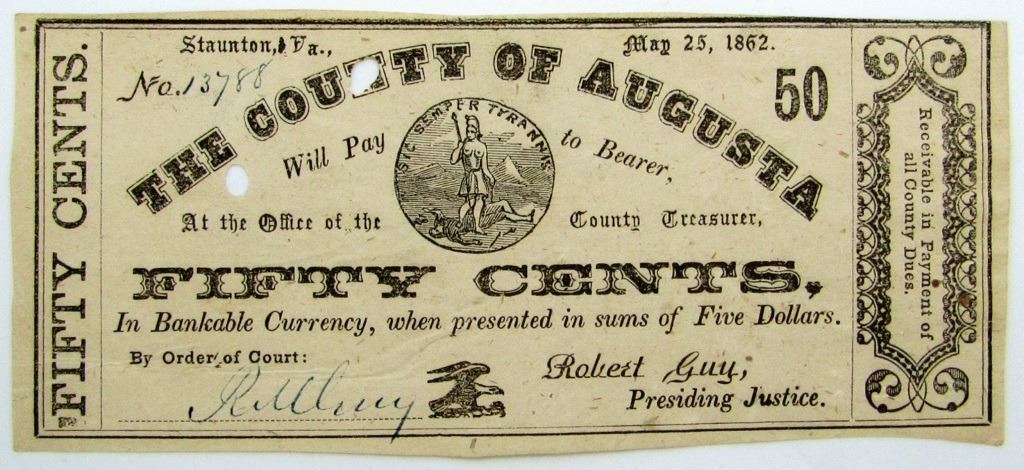 FIFTY CENTS.
Staunton, Va., May 25, 1862.
No. 13788
50
THE COUNTY OF AUGUSTA
SIC SEMPER TYRANNIS
Will Pay to Bearer,
At the Office of the County Treasurer,
FIFTY CENTS,
In Bankable Currency, when presented in sums of Five Dollars.
By Order of Court:
Robert Guy,
Presiding Justice.
Receivable in Payment of
all County Dues.